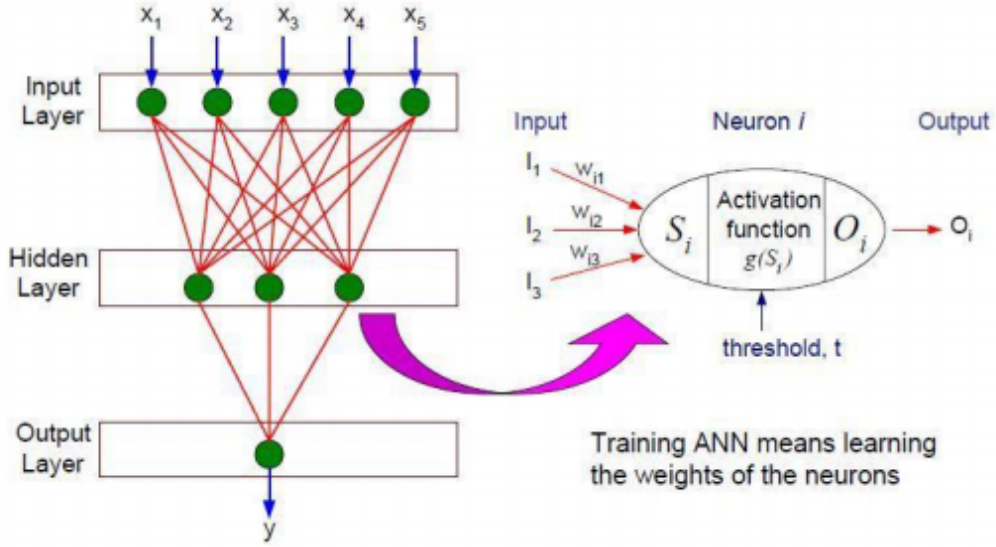 x1 x2 x3 x4 x5
Input
Layer
Hidden
Layer
Output
Layer
y
Input Neuron i Output
I1 wi1
I2 wi2
I3 wi3
Si
Activation
function
g(Si)
Oi
Oi
threshold, t
Training ANN means learning
the weights of the neurons